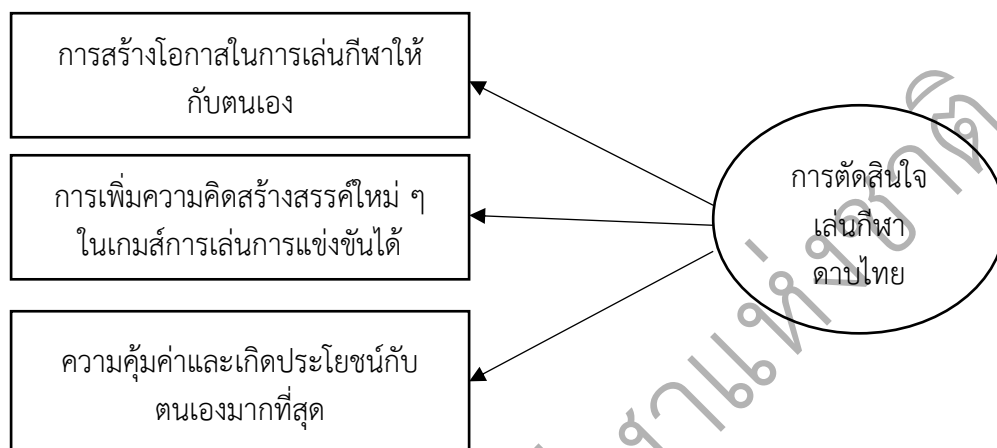 การสร้างโอกาสในการเล่นกีฬาให้
กับตนเอง
การเพิ่มความคิดสร้างสรรค์ใหม่ ๆ
ในเกมส์การเล่นการแข่งขันได้
ความคุ้มค่าและเกิดประโยชน์กับ
ตนเองมากที่สุด
การตัดสินใจ
เล่นกีฬา
ดาบไทย